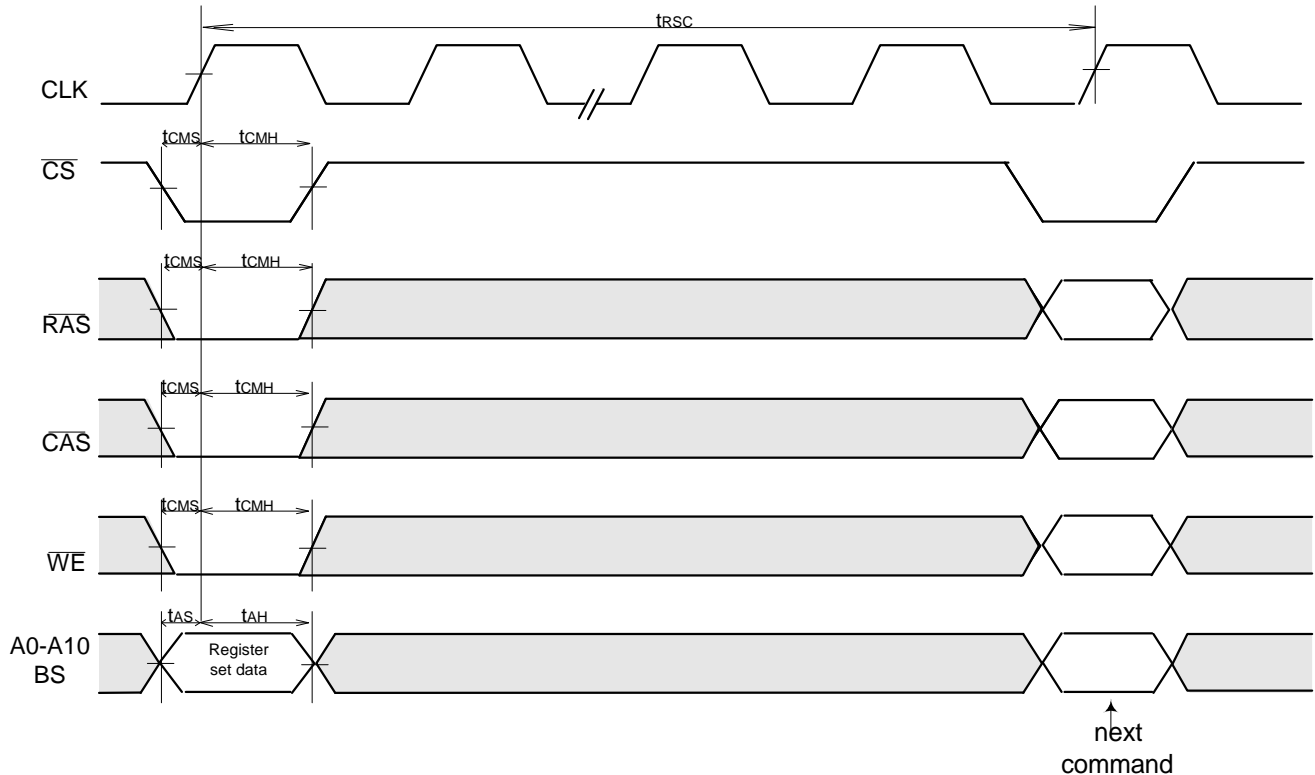 tRSC
CLK
tCMS tCMH
CS
tCMS tCMH
RAS
tCMS tCMH
CAS
tCMS tCMH
WE
tAS tAH
A0-A10
BS
Register
set data
next
command